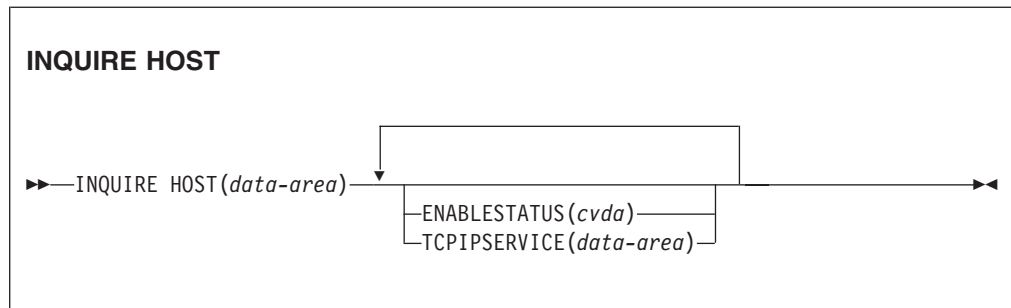 INQUIRE HOST
INQUIRE HOST(data-area)
ENABLESTATUS(cvda)
TCPIPSERVICE(data-area)